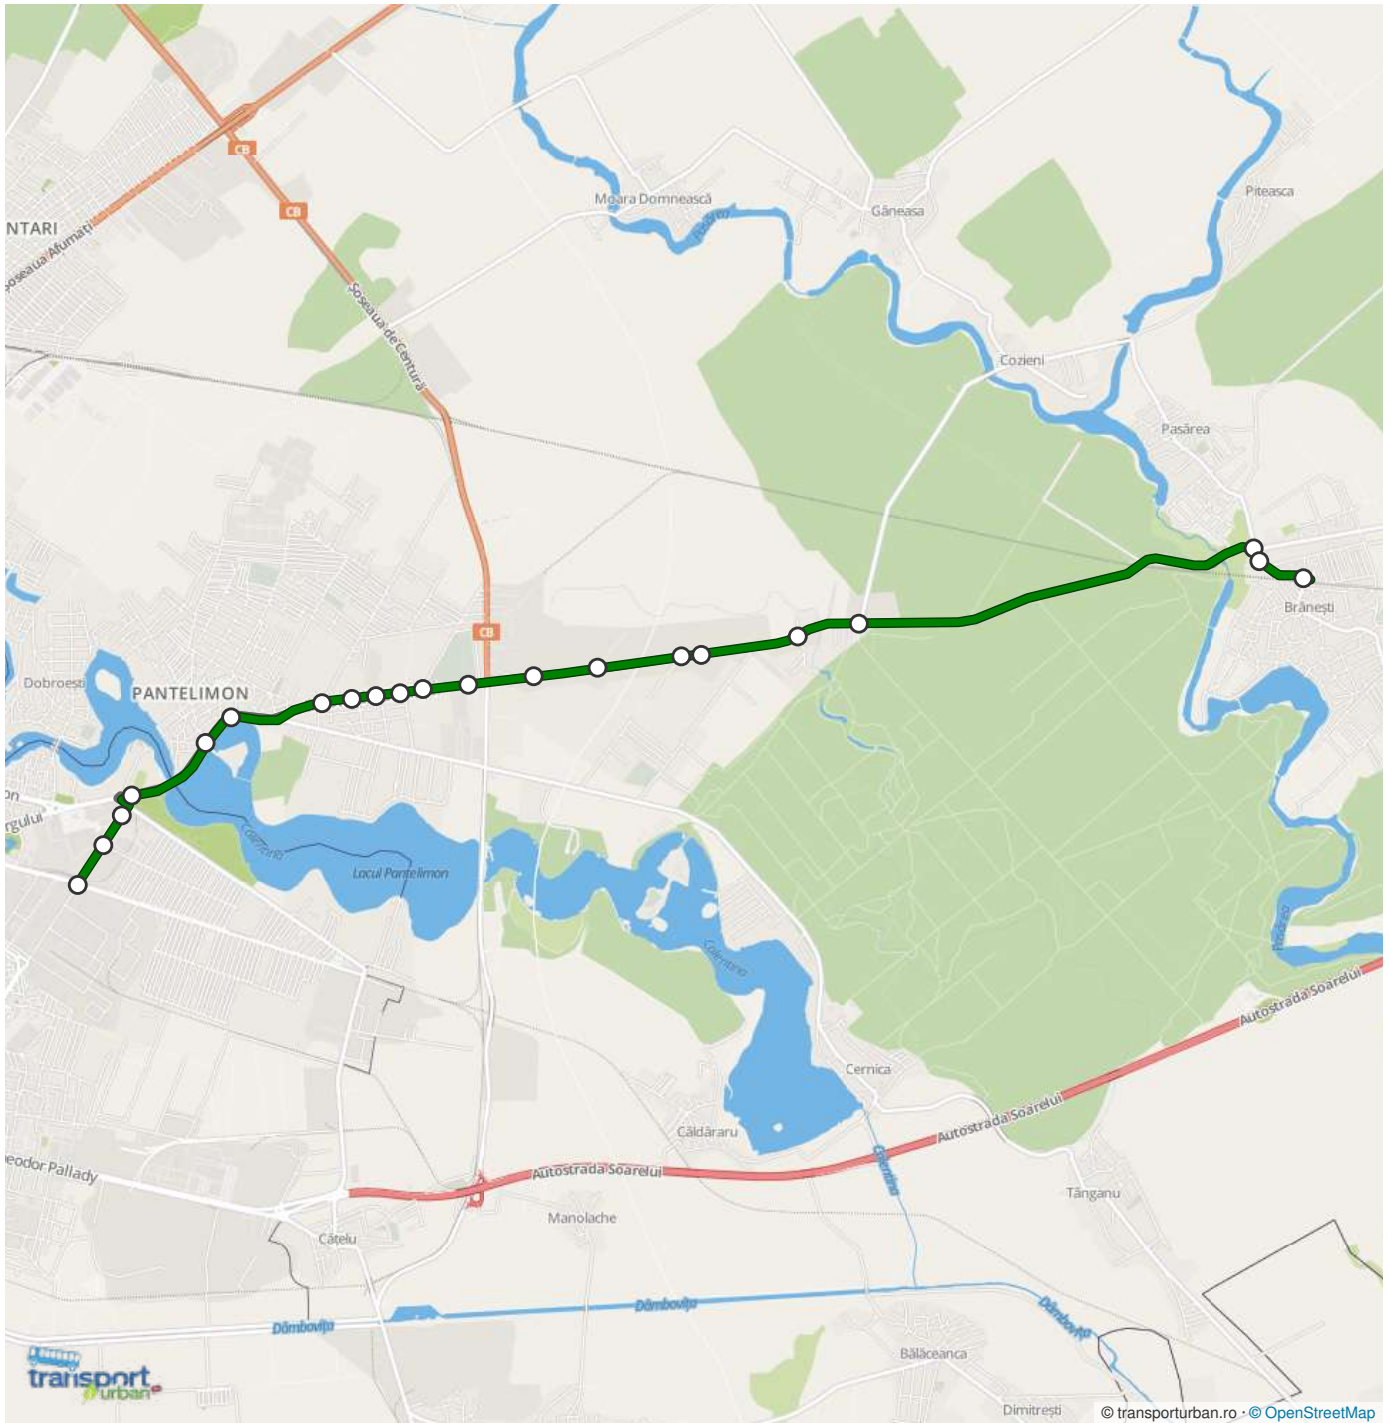 CB
CB
Moara Domnească
Piteasca
Găneasa
Pasărea
NTARI
Șoseaua Afumați
Șoseaua de Centură
Cozieni
Pasărea
Brănești
CB
Dobroești
PANTELIMON
on
rgului
Colentina
Lacul Pantelimon
Colentina
Pasărea
Autostrada Soarelui
Cernica
Autostrada Soarelui
Căldăraru
eodor Pallady
Autostrada Soarelui
Colentina
Tânganu
Manolache
Cățelu
Dâmbovița
Dâmbovița
Dâmbovița
Bălăceanca
transport
urban
Dimitrești
© transporturban.ro · © OpenStreetMap